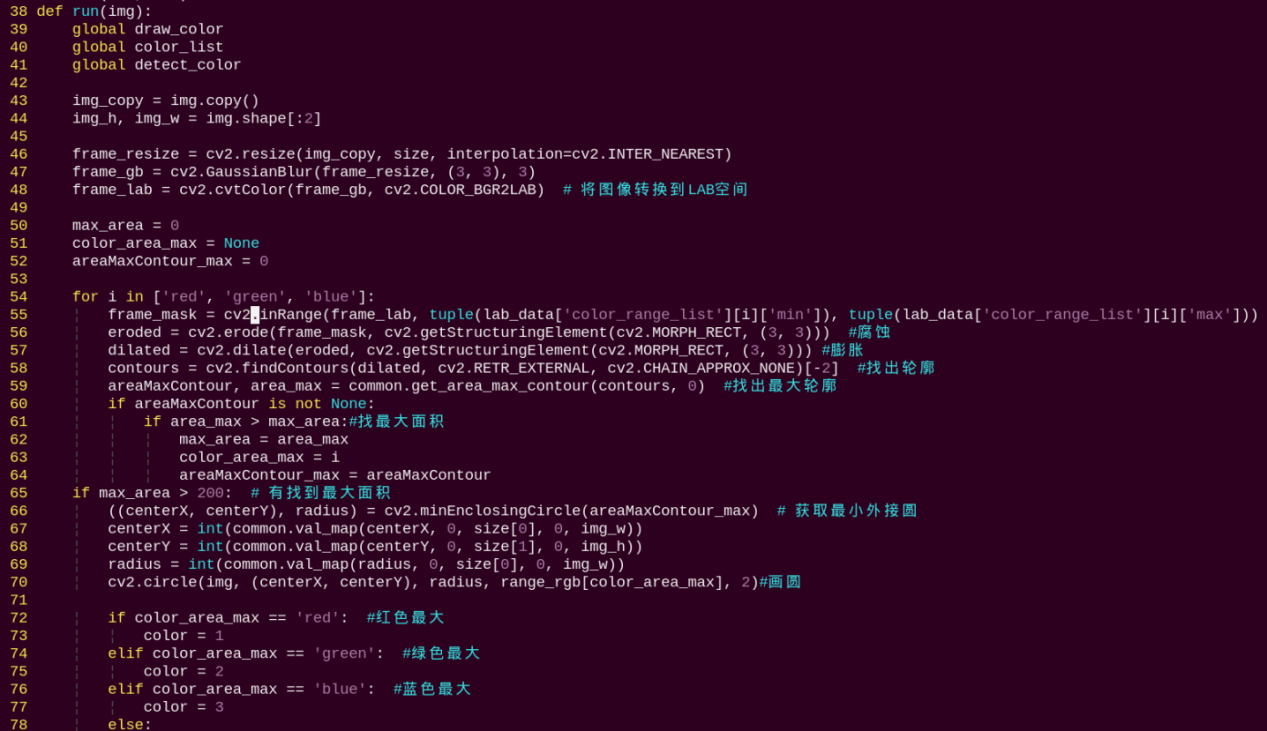 38 def run(img):
39     global draw_color
40     global color_list
41     global detect_color
42
43     img_copy = img.copy()
44     img_h, img_w = img.shape[:2]
45
46     frame_resize = cv2.resize(img_copy, size, interpolation=cv2.INTER_NEAREST)
47     frame_gb = cv2.GaussianBlur(frame_resize, (3, 3), 3)
48     frame_lab = cv2.cvtColor(frame_gb, cv2.COLOR_BGR2LAB)  # 将图像转换到LAB空间
49
50     max_area = 0
51     color_area_max = None
52     areaMaxContour_max = 0
53
54     for i in ['red', 'green', 'blue']:
55         frame_mask = cv2.inRange(frame_lab, tuple(lab_data['color_range_list'][i]['min']), tuple(lab_data['color_range_list'][i]['max']))
56         eroded = cv2.erode(frame_mask, cv2.getStructuringElement(cv2.MORPH_RECT, (3, 3)))  #腐蚀
57         dilated = cv2.dilate(eroded, cv2.getStructuringElement(cv2.MORPH_RECT, (3, 3))) #膨胀
58         contours = cv2.findContours(dilated, cv2.RETR_EXTERNAL, cv2.CHAIN_APPROX_NONE)[-2]  #找出轮廓
59         areaMaxContour, area_max = common.get_area_max_contour(contours, 0)  #找出最大轮廓
60         if areaMaxContour is not None:
61             if area_max > max_area:#找最大面积
62                 max_area = area_max
63                 color_area_max = i
64                 areaMaxContour_max = areaMaxContour
65     if max_area > 200:  # 有找到最大面积
66         ((centerX, centerY), radius) = cv2.minEnclosingCircle(areaMaxContour_max)  # 获取最小外接圆
67         centerX = int(common.val_map(centerX, 0, size[0], 0, img_w))
68         centerY = int(common.val_map(centerY, 0, size[1], 0, img_h))
69         radius = int(common.val_map(radius, 0, size[0], 0, img_w))
70         cv2.circle(img, (centerX, centerY), radius, range_rgb[color_area_max], 2)#画圆
71
72         if color_area_max == 'red':  #红色最大
73             color = 1
74         elif color_area_max == 'green':  #绿色最大
75             color = 2
76         elif color_area_max == 'blue':  #蓝色最大
77             color = 3
78         else: